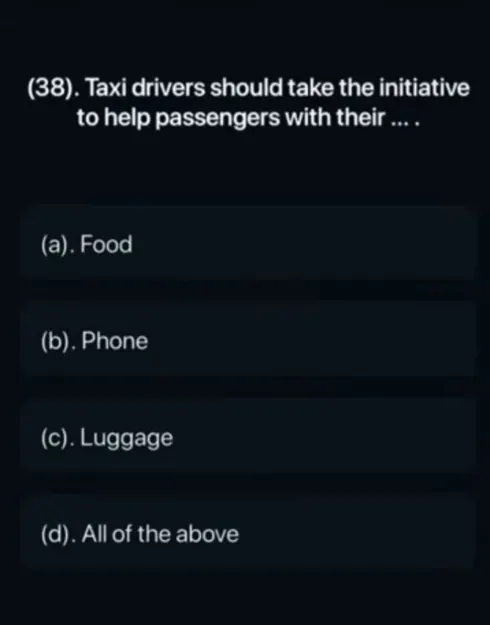 (38). Taxi drivers should take the initiative
to help passengers with their ... .
(a). Food
(b). Phone
(c). Luggage
(d). All of the above